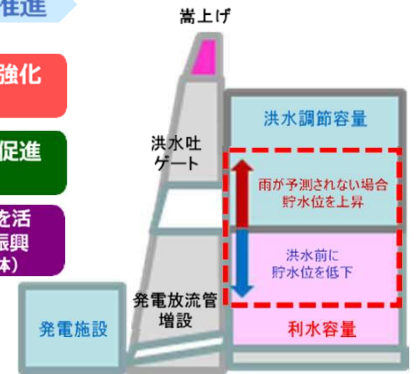 推進
嵩上げ
強化
促進
を活
振興
体）
洪水吐
ゲート
洪水調節容量
雨が予測されない場合
貯水位を上昇
洪水前に
貯水位を低下
発電放流管
増設
発電施設
利水容量